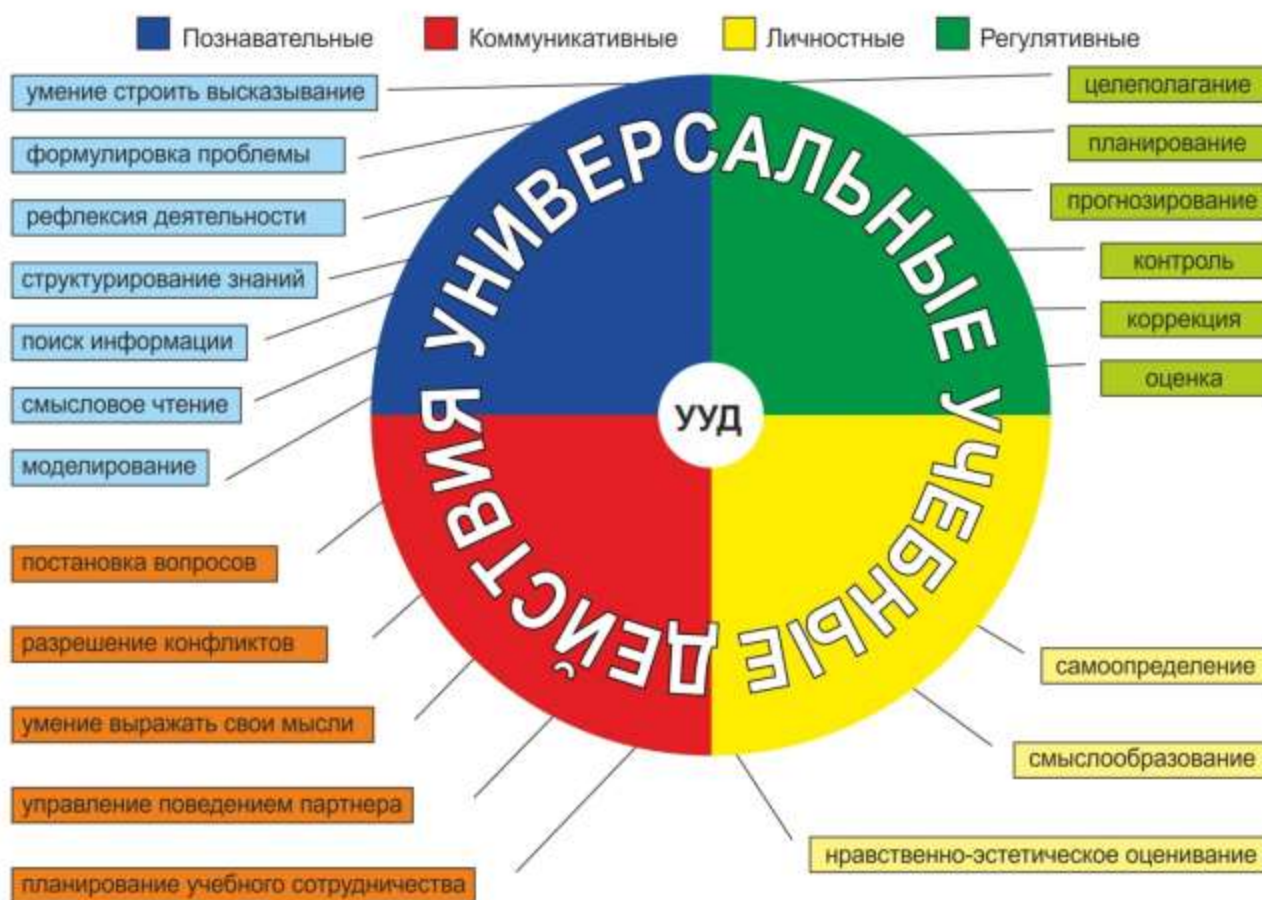 Познавательные Коммуникативные Личностные Регулятивные
умение строить высказывание
формулировка проблемы
рефлексия деятельности
структурирование знаний
поиск информации
смысловое чтение
моделирование
постановка вопросов
разрешение конфликтов
умение выражать свои мысли
управление поведением партнера
планирование учебного сотрудничества
УНИВЕРСАЛЬНЫЕ УЧЕБНЫЕ ДЕЙСТВИЯ
УУД
целеполагание
планирование
прогнозирование
контроль
коррекция
оценка
самоопределение
смыслообразование
нравственно-эстетическое оценивание